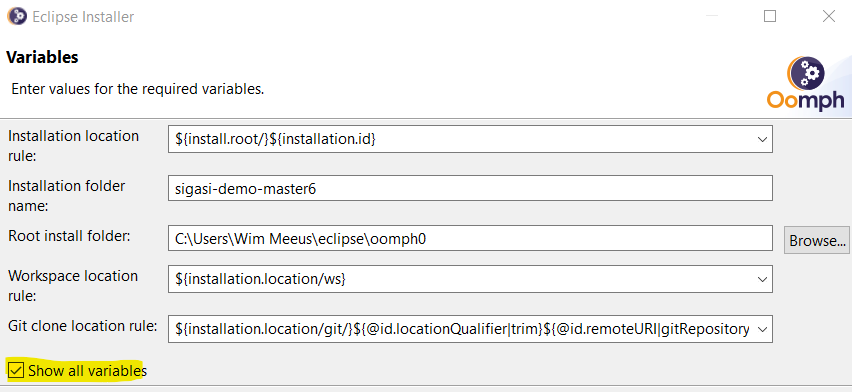 Eclipse Installer
Variables
Enter values for the required variables.
Oomph
Installation location
rule:
${install.root/}${installation.id}
Installation folder
name:
sigasi-demo-master6
Root install folder:
C:\Users\Wim Meeus\eclipse\oomph0
Browse...
Workspace location
rule:
${installation.location/ws}
Git clone location rule:
${installation.location/git/}${@id.locationQualifier|trim}${@id.remoteURI|gitRepository
Show all variables